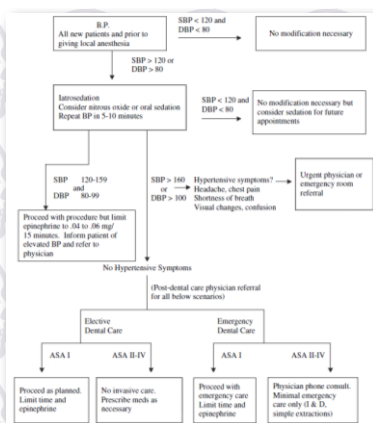 B.P.
All new patients and prior to
giving local anesthesia
SBP < 120 and
DBP < 80
No modification necessary
SBP > 120 or
DBP > 80
Iatrosedation
Consider nitrous oxide or oral sedation
Repeat BP in 5-10 minutes
SBP < 120 and
DBP < 80
No modification necessary but
consider sedation for future
appointments
SBP 120-159
and
DBP 80-99
SBP > 160
or
DBP > 100
Hypertensive symptoms?
Headache, chest pain
Shortness of breath
Visual changes, confusion
Urgent physician or
emergency room
referral
Proceed with procedure but limit
epinephrine to .04 to .06 mg/
15 minutes. Inform patient of
elevated BP and refer to
physician
No Hypertensive Symptoms
(Post-dental care physician referral
for all below scenarios)
Elective
Dental Care
Emergency
Dental Care
ASA I
ASA II-IV
ASA I
ASA II-IV
Proceed as planned.
Limit time and
epinephrine
No invasive care.
Prescribe meds as
necessary
Proceed with
emergency care
Limit time and
epinephrine
Physician phone consult.
Minimal emergency
care only (I & D,
simple extractions)